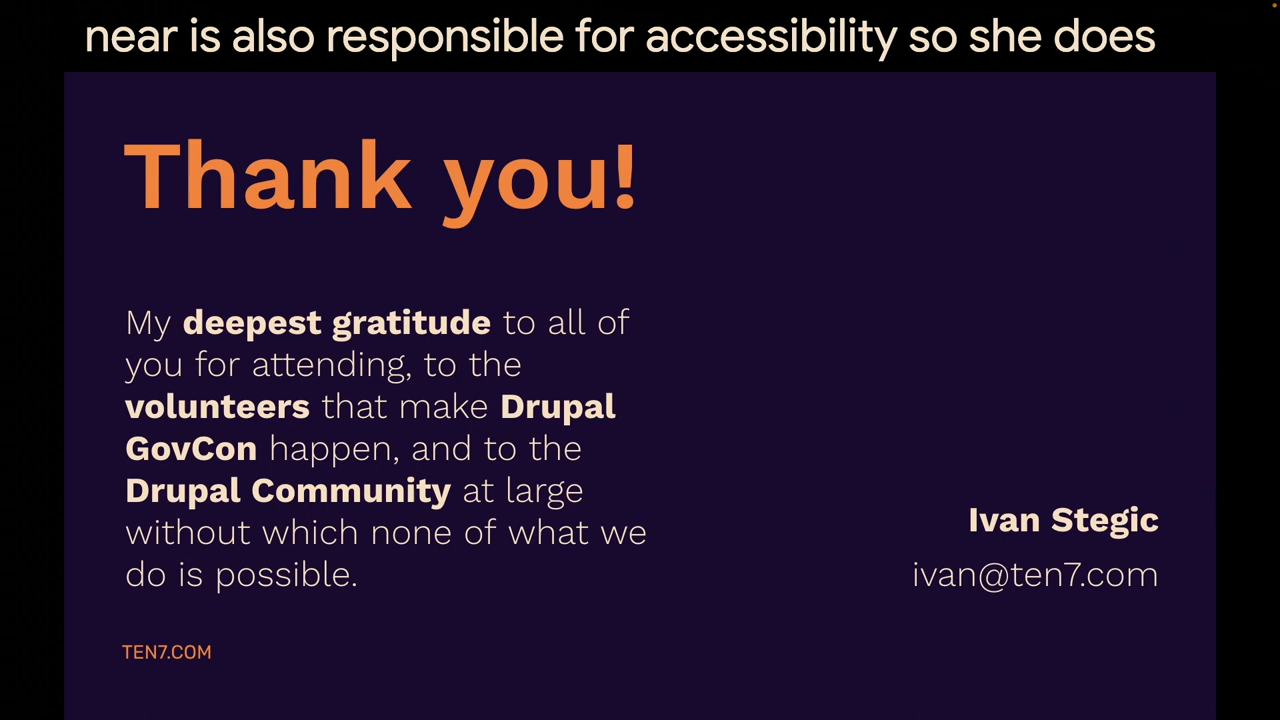 near is also responsible for accessibility so she does
Thank you!
My deepest gratitude to all of
you for attending, to the
volunteers that make Drupal
GovCon happen, and to the
Drupal Community at large
without which none of what we
do is possible.
Ivan Stegic
ivan@ten7.com
TEN7.COM